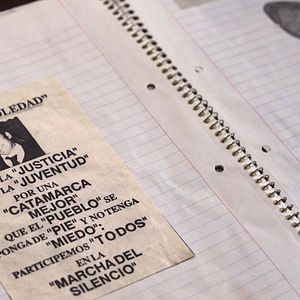 OLEDAD"
LA "JUSTICIA"
LA "JUVENTUD"
POR UNA
"CATAMARCA
MEJOR"
QUE EL "PUEBLO" SE
PONGA DE "PIE" Y NO TENGA
"MIEDO";
PARTICIPEMOS "TODOS"
EN LA
"MARCHA DEL
SILENCIO"